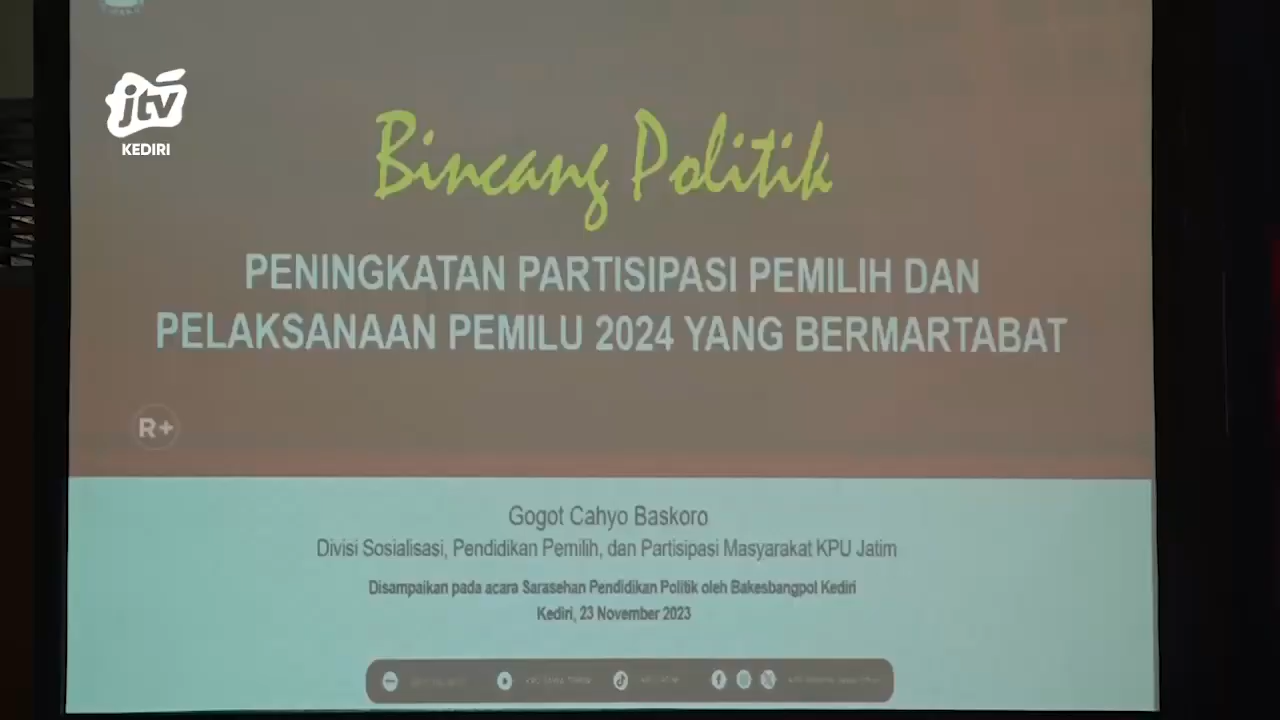 jtv
KEDIRI
Bincang Politik
PENINGKATAN PARTISIPASI PEMILIH DAN
PELAKSANAAN PEMILU 2024 YANG BERMARTABAT
R+
Gogot Cahyo Baskoro
Divisi Sosialisasi, Pendidikan Pemilih, dan Partisipasi Masyarakat KPU Jatim
Disampaikan pada acara Sarasehan Pendidikan Politik oleh Bakesbangpol Kediri
Kediri, 23 November 2023